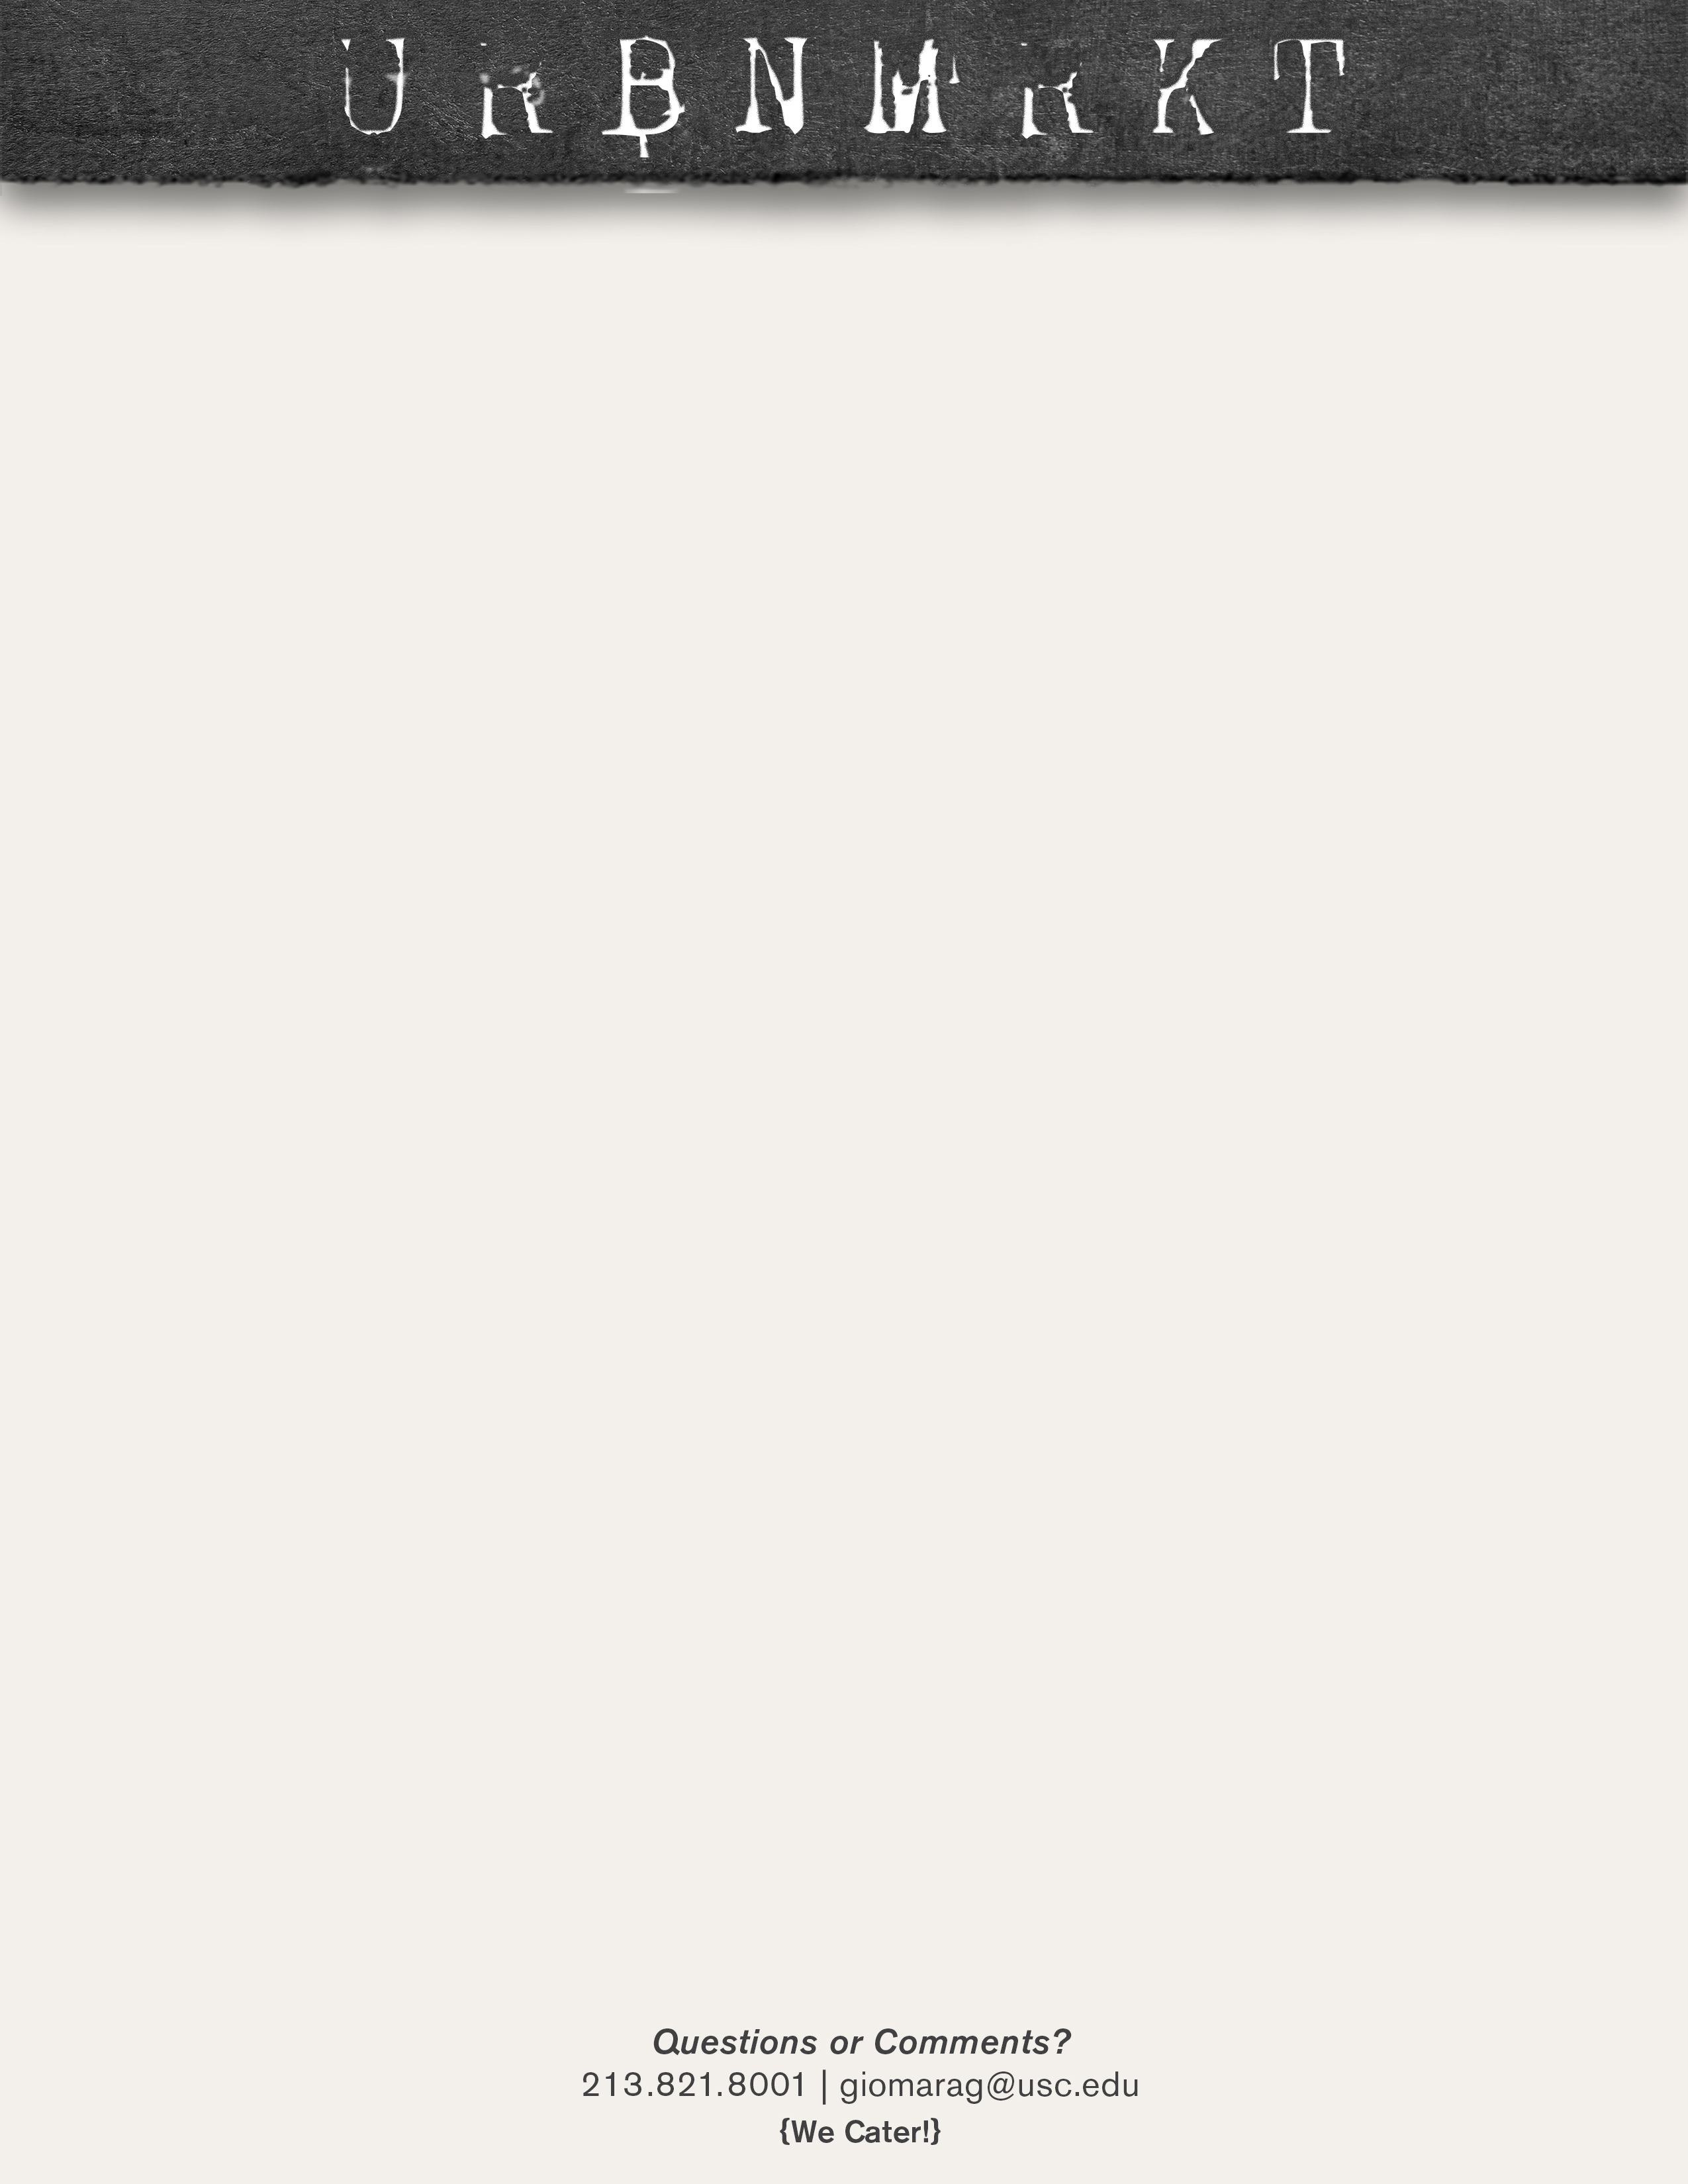 URBNMRKT
Questions or Comments?
213.821.8001 | giomarag@usc.edu
{We Cater!}